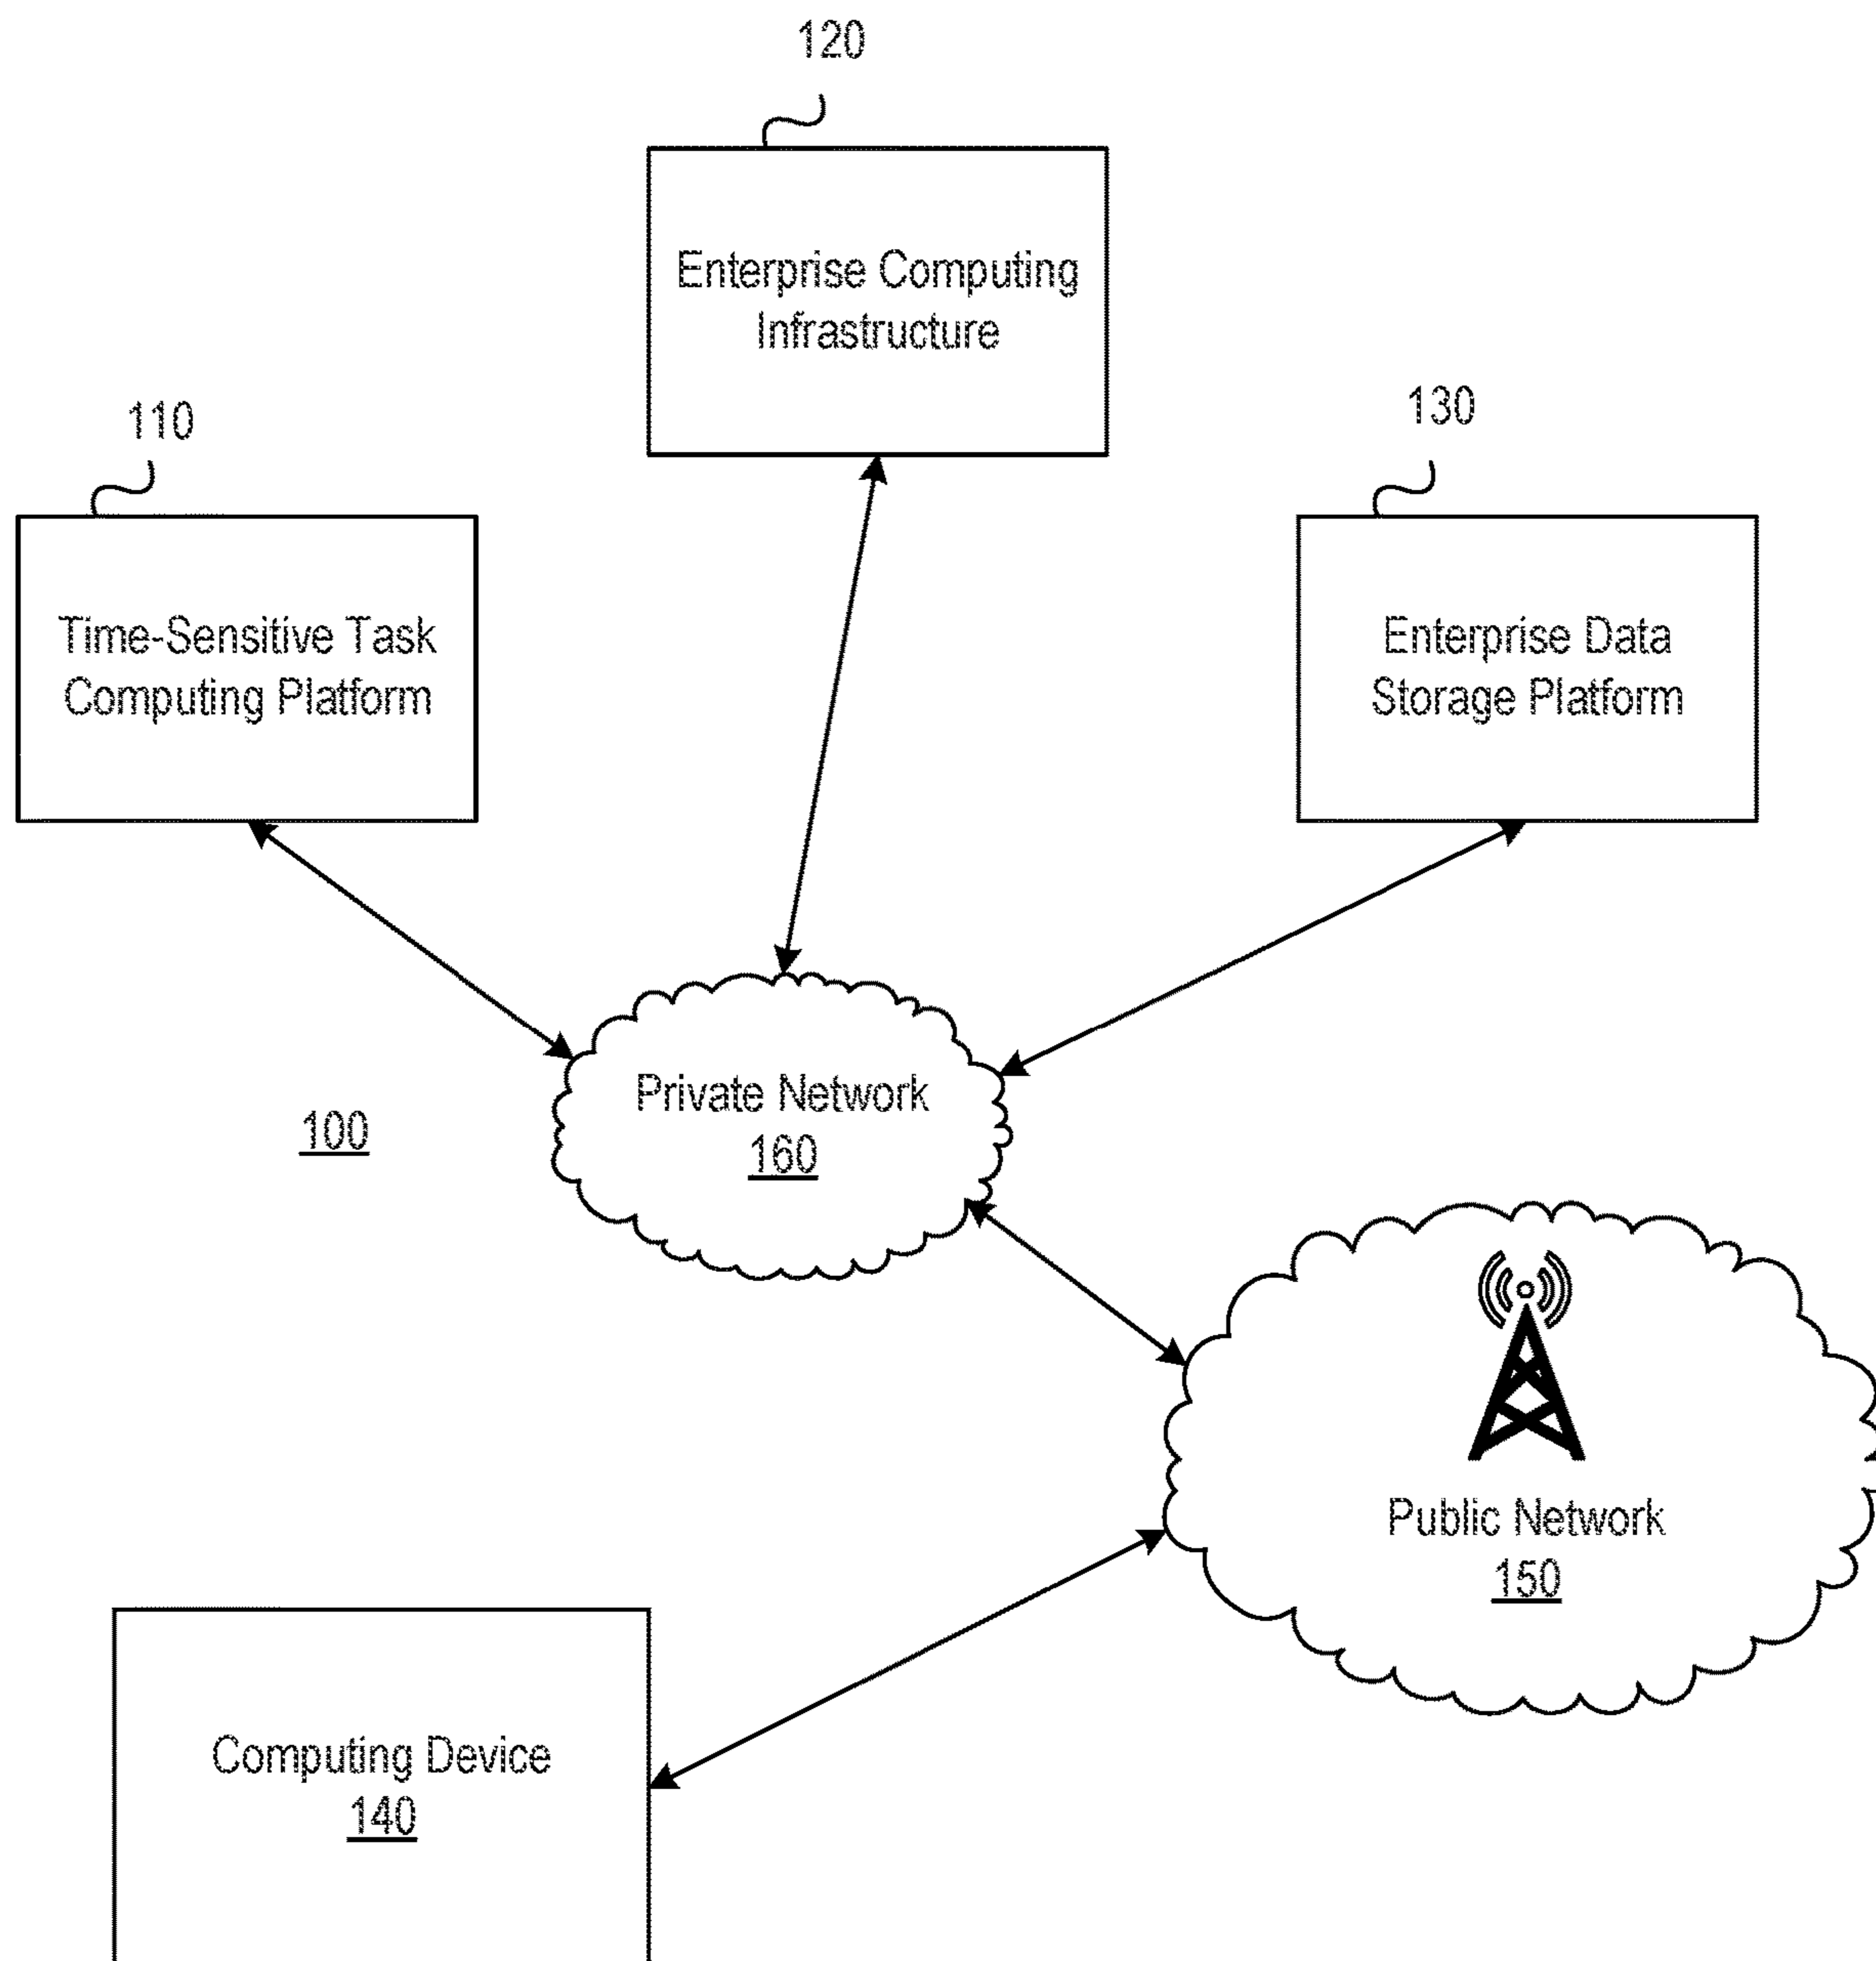 120
Enterprise Computing
Infrastructure
110
130
Time-Sensitive Task
Computing Platform
Enterprise Data
Storage Platform
Private Network
160
100
Public Network
150
Computing Device
140